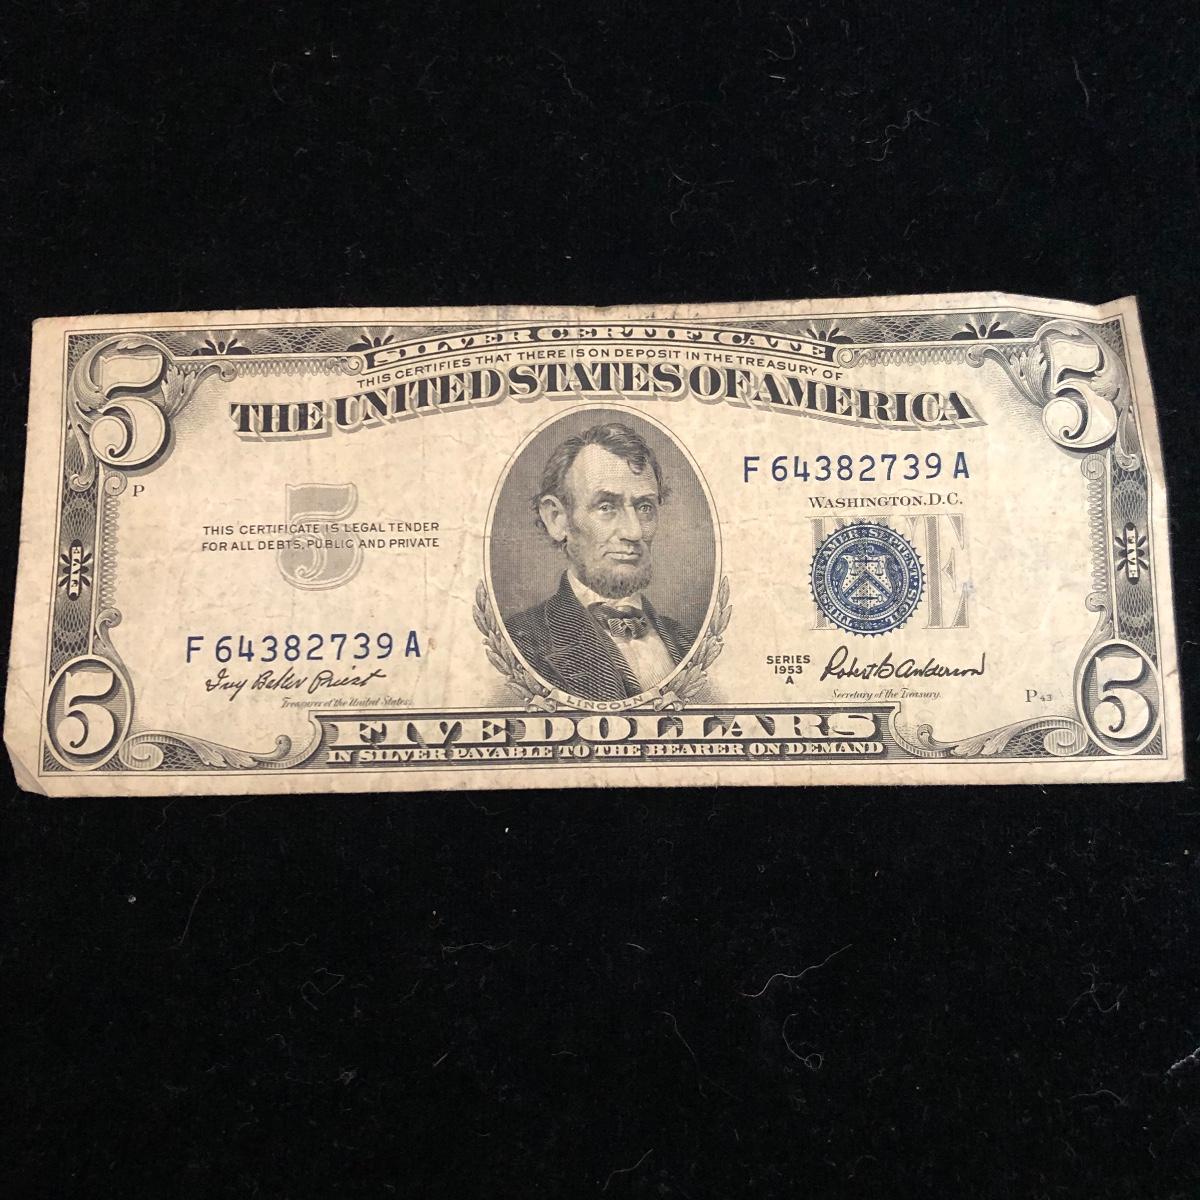 SILVER CERTIFICATE
5 THIS CERTIFIES THAT THERE IS ON DEPOSIT IN THE TREASURY OF 5
THE UNITED STATES OF AMERICA
F 64382739 A
P
WASHINGTON, D.C.
5
THIS CERTIFICATE IS LEGAL TENDER
FOR ALL DEBTS, PUBLIC AND PRIVATE
FIVE
FIVE
FIVE
F 64382739 A
Ivy Baker Priest
Treasurer of the United States.
SERIES
1953
A
Robert B Anderson
Secretary of the Treasury.
P 43
LINCOLN
5 FIVE DOLLARS 5
IN SILVER PAYABLE TO THE BEARER ON DEMAND